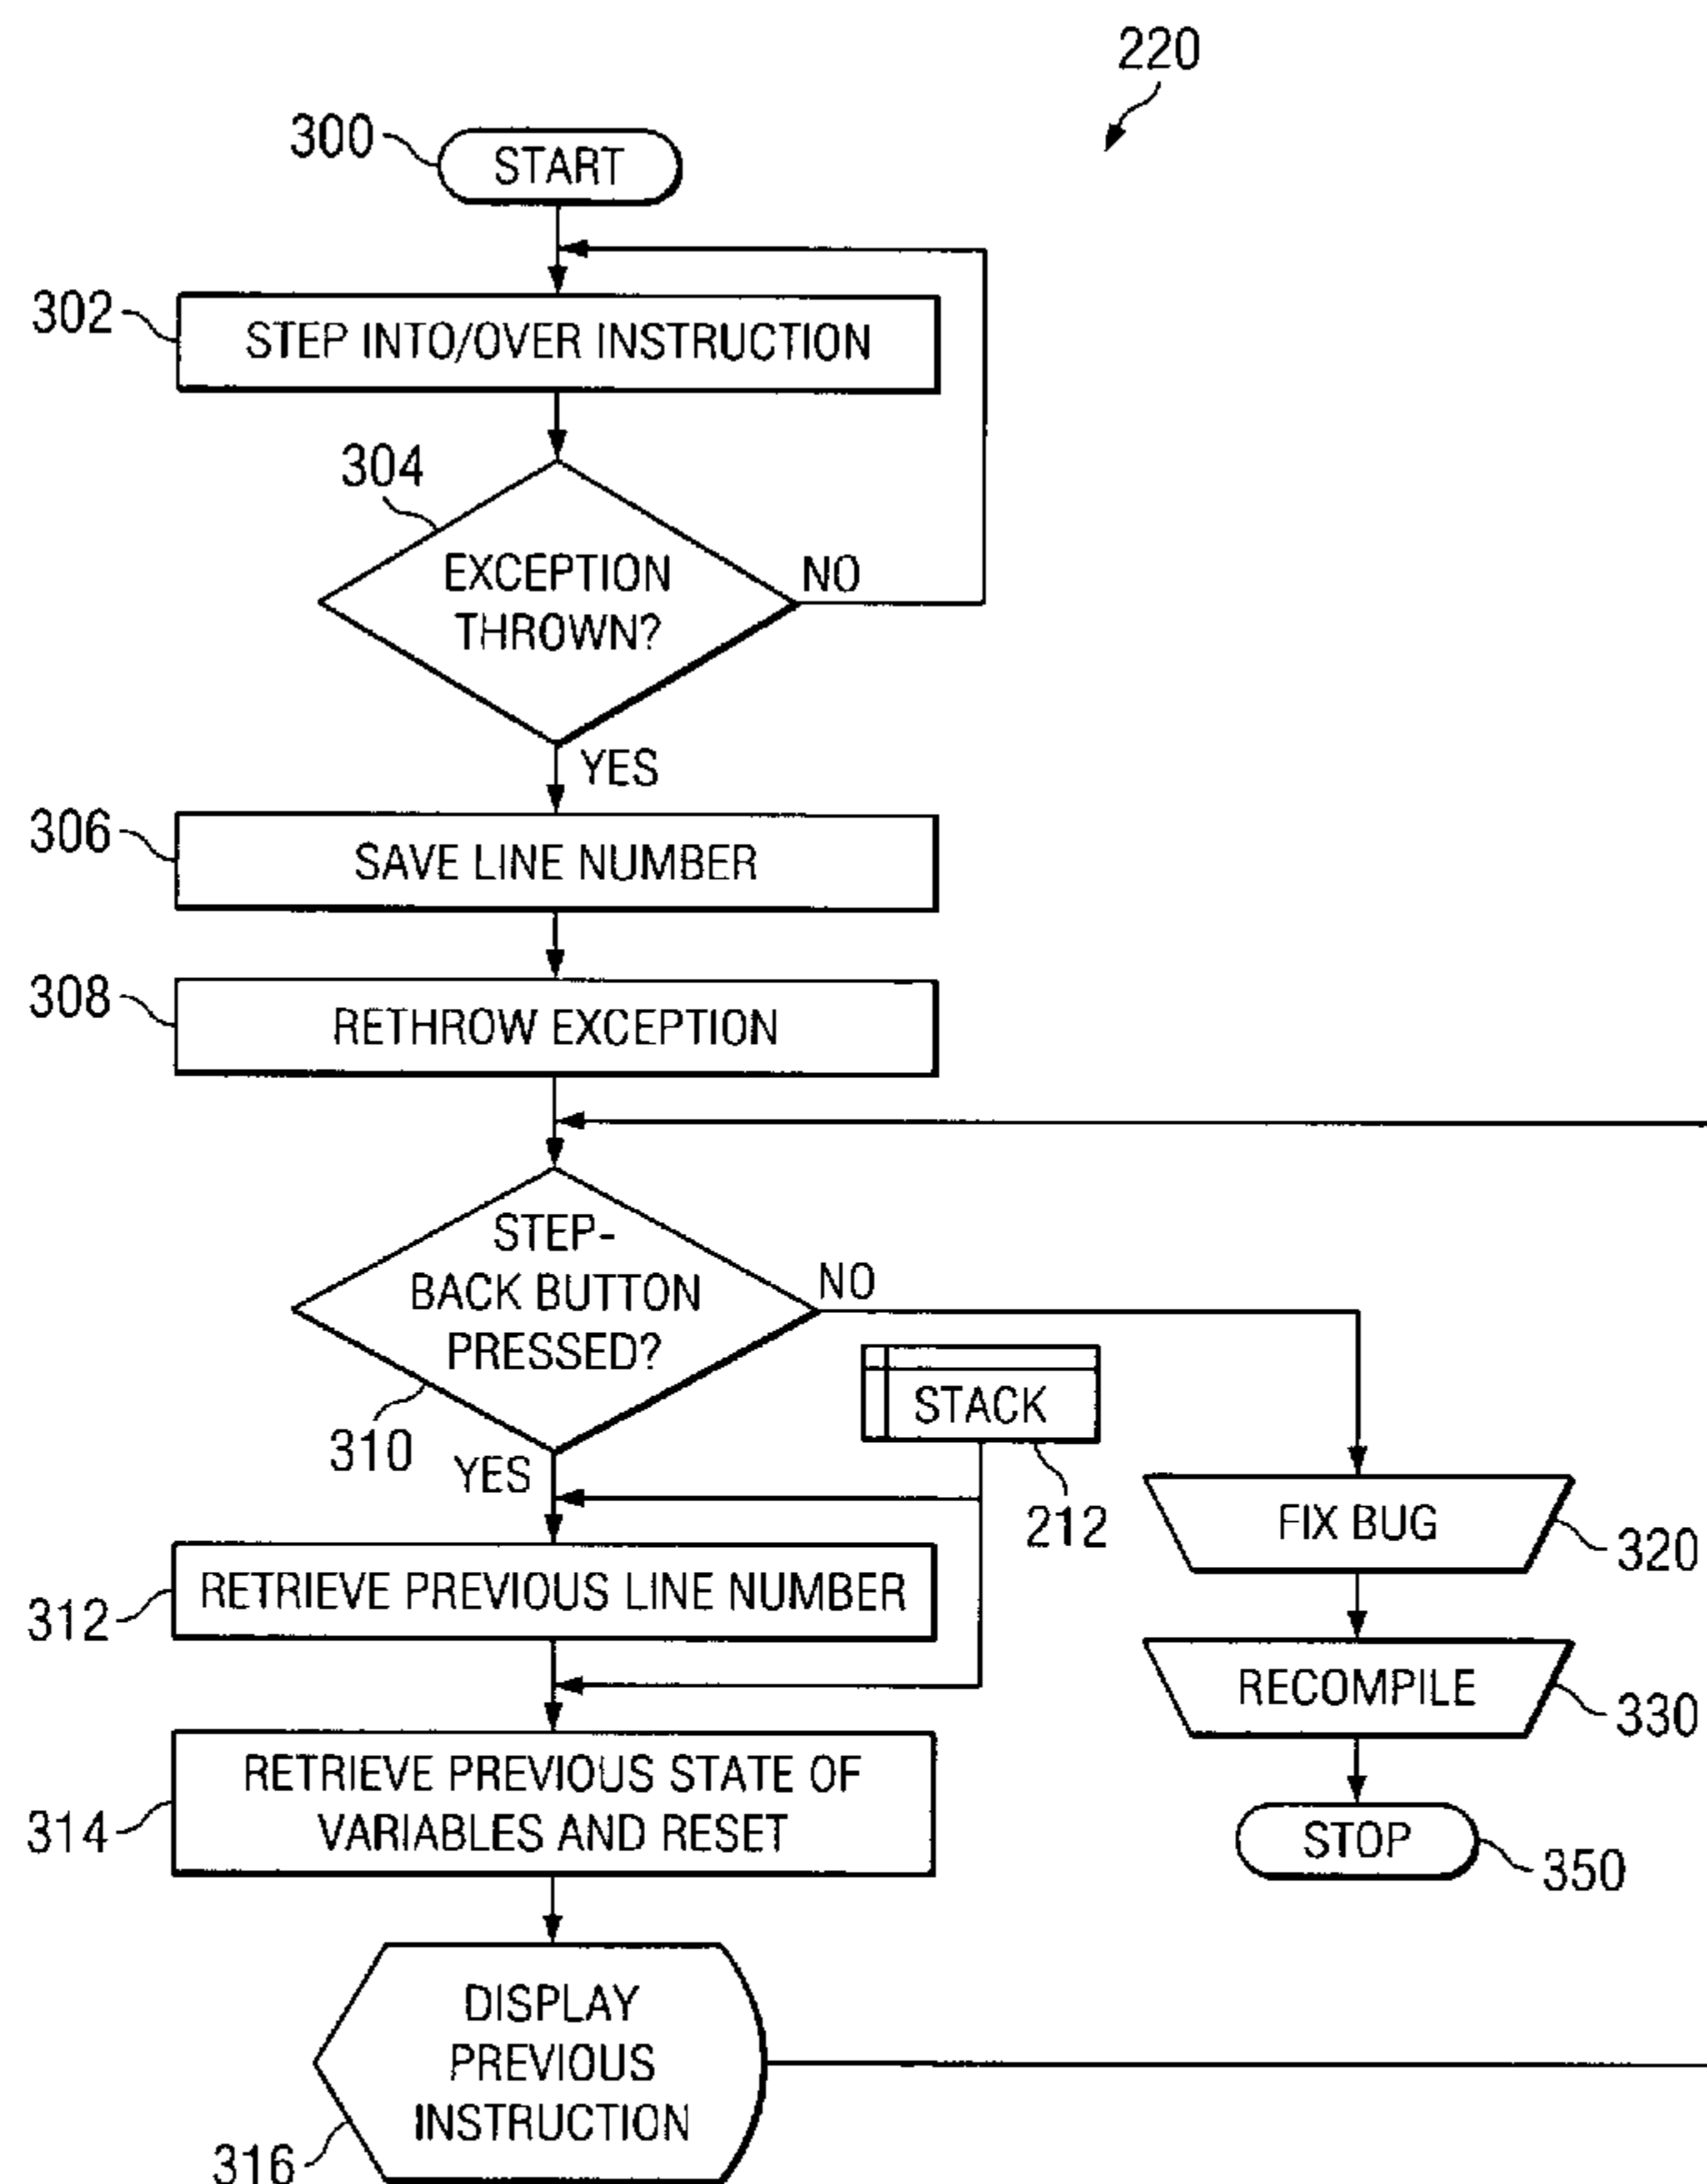 220
300
START
302
STEP INTO/OVER INSTRUCTION
304
EXCEPTION
THROWN?
NO
YES
306
SAVE LINE NUMBER
308
RETHROW EXCEPTION
STEP-
BACK BUTTON
PRESSED?
NO
310
YES
STACK
212
FIX BUG
320
312
RETRIEVE PREVIOUS LINE NUMBER
RECOMPILE
330
314
RETRIEVE PREVIOUS STATE OF
VARIABLES AND RESET
STOP
350
DISPLAY
PREVIOUS
INSTRUCTION
316